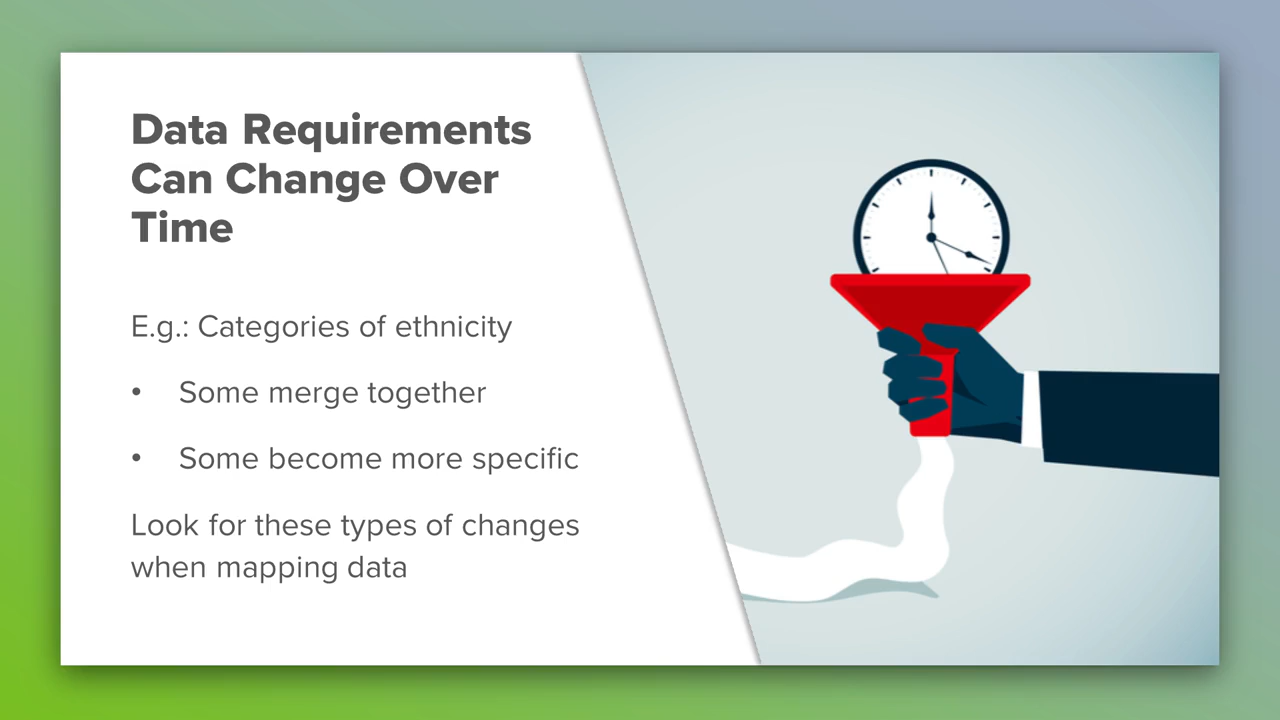 Data Requirements
Can Change Over
Time
E.g.: Categories of ethnicity
• Some merge together
• Some become more specific
Look for these types of changes
when mapping data